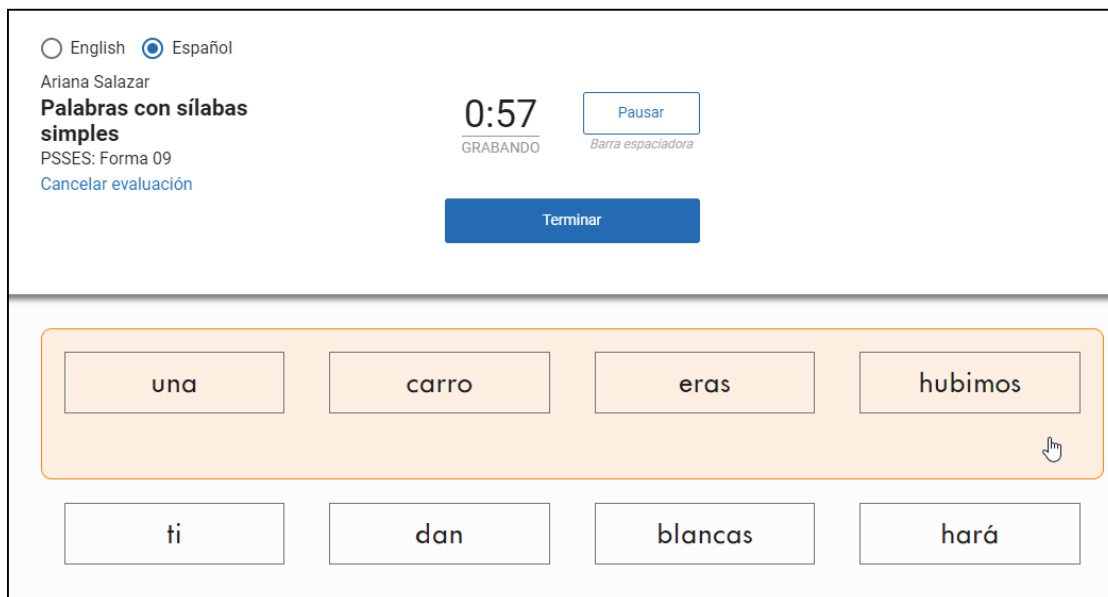 English Español
Ariana Salazar
Palabras con sílabas
simples
PSSES: Forma 09
Cancelar evaluación
0:57
GRABANDO
Pausar
Barra espaciadora
Terminar
una carro eras hubimos
ti dan blancas hará